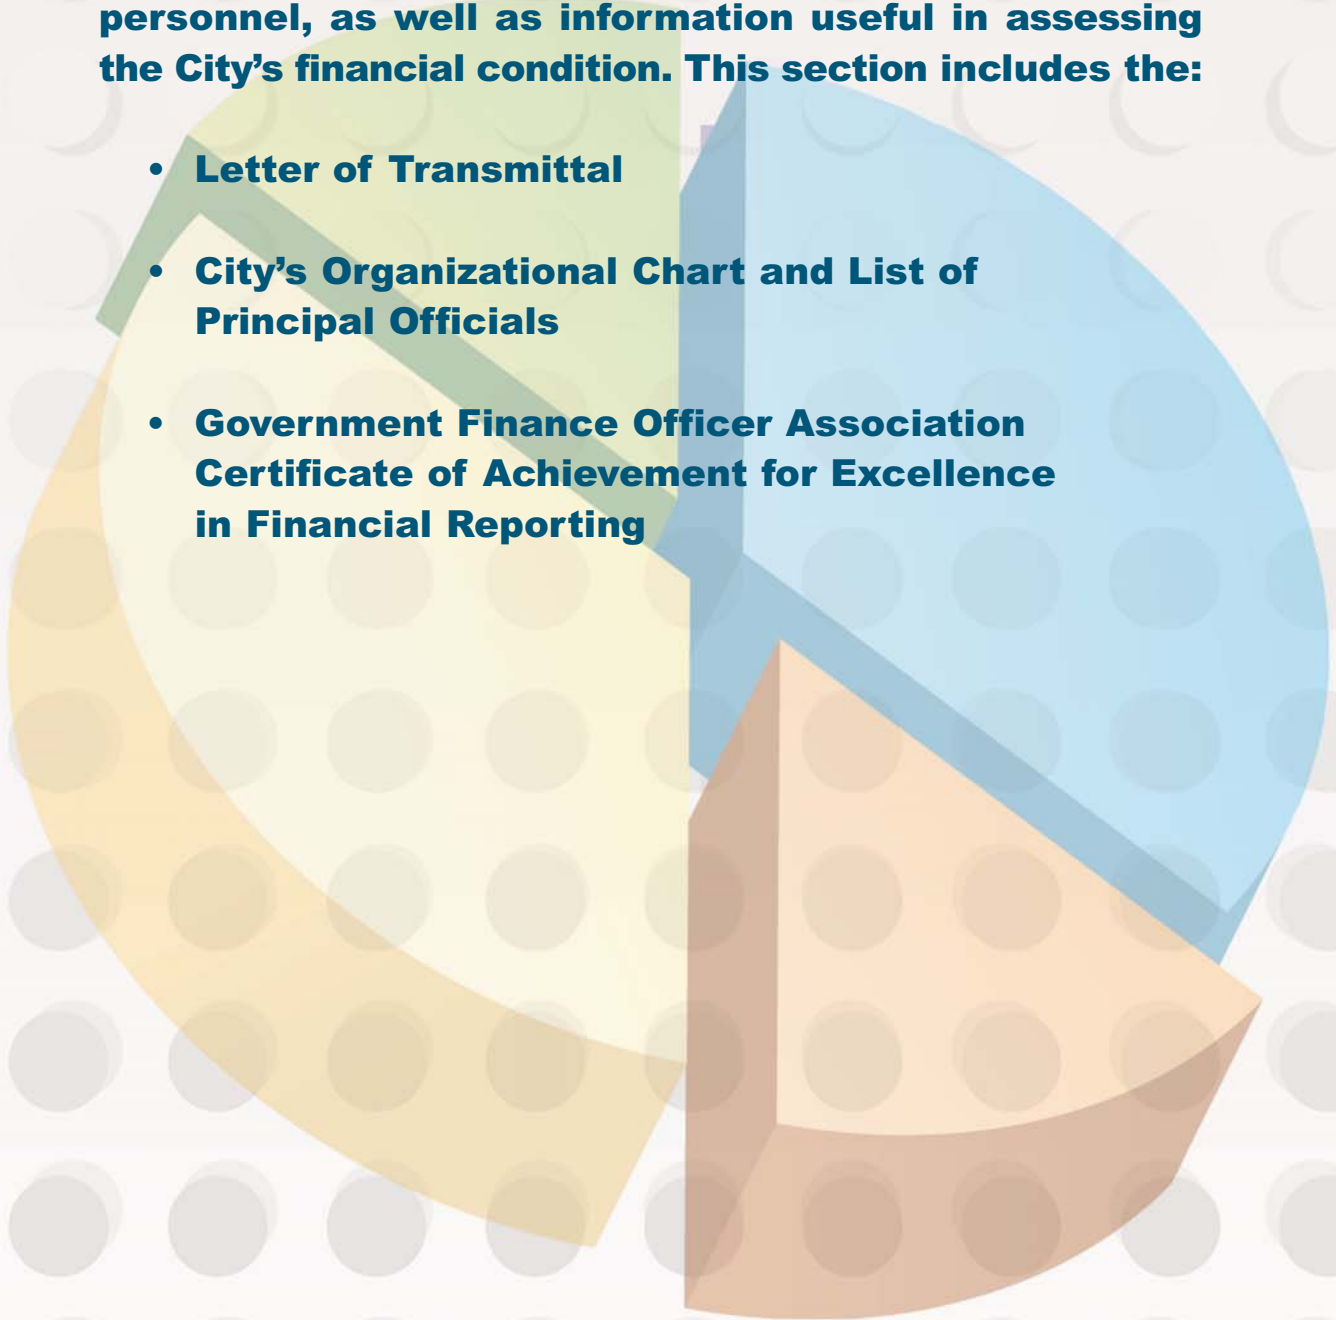 personnel, as well as information useful in assessing
the City’s financial condition. This section includes the:
• Letter of Transmittal
• City’s Organizational Chart and List of
Principal Officials
• Government Finance Officer Association
Certificate of Achievement for Excellence
in Financial Reporting